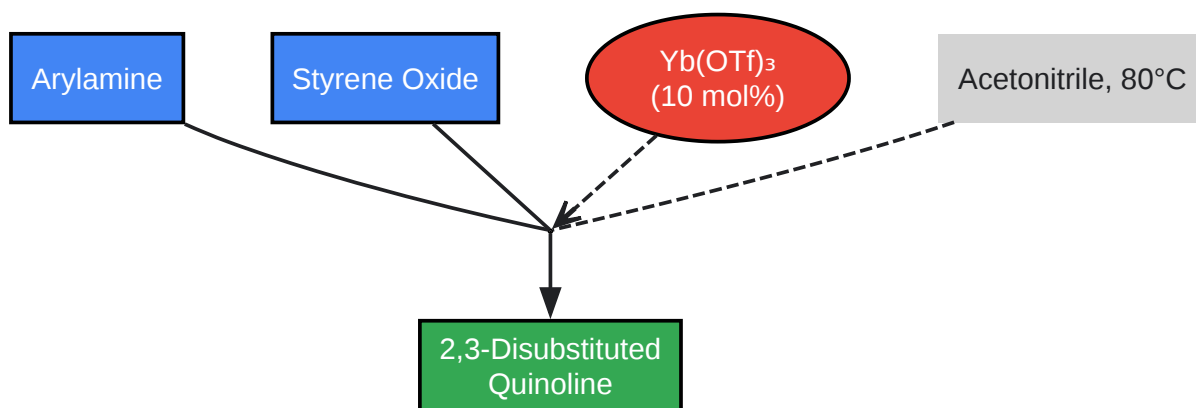 Arylamine
Styrene Oxide
Yb(OTf)₃
(10 mol%)
Acetonitrile, 80°C
2,3-Disubstituted
Quinoline